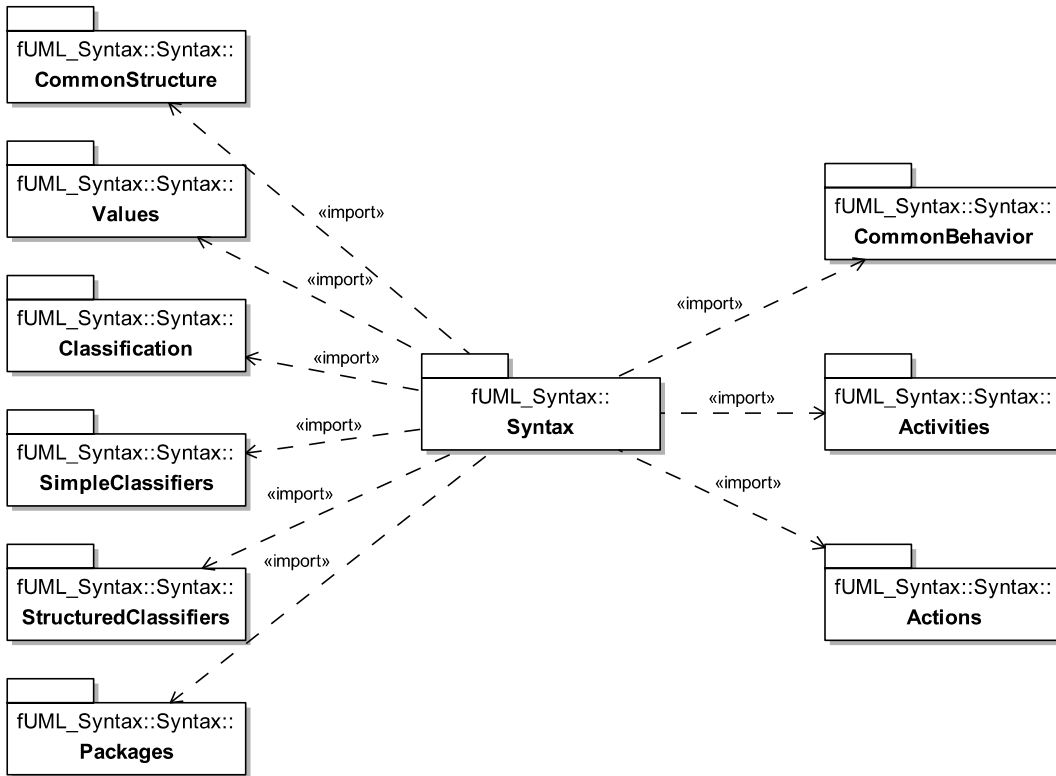 fUML_Syntax::Syntax::
CommonStructure
fUML_Syntax::Syntax::
Values
fUML_Syntax::Syntax::
Classification
fUML_Syntax::Syntax::
SimpleClassifiers
fUML_Syntax::Syntax::
StructuredClassifiers
fUML_Syntax::Syntax::
Packages
«import»
«import»
«import»
«import»
«import»
«import»
fUML_Syntax::
Syntax
«import»
«import»
«import»
fUML_Syntax::Syntax::
CommonBehavior
fUML_Syntax::Syntax::
Activities
fUML_Syntax::Syntax::
Actions